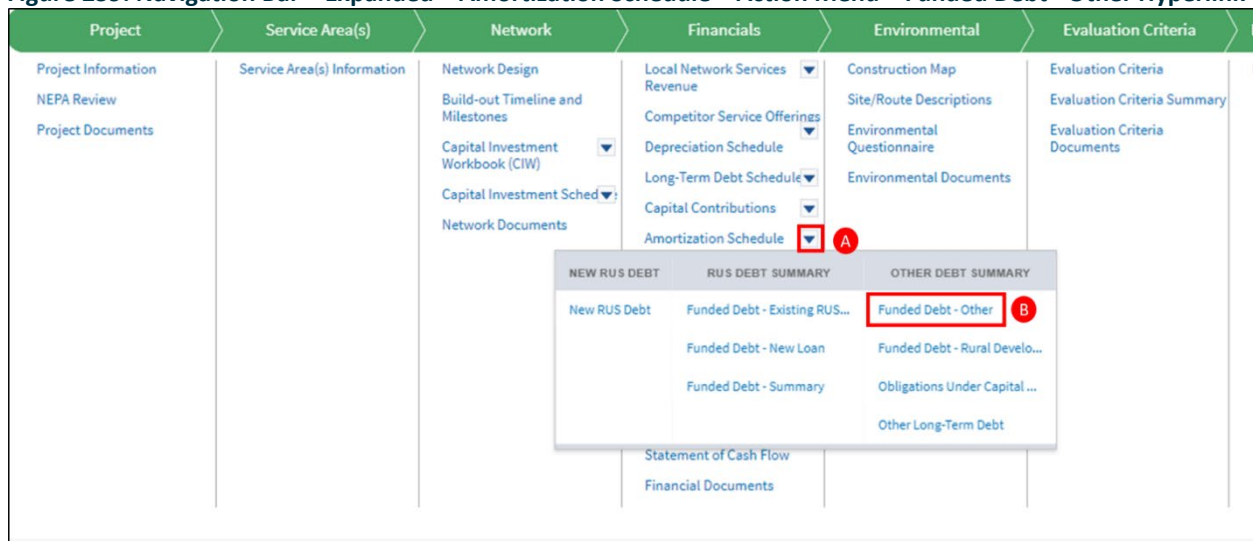 Project
Service Area(s)
Network
Financials
Environmental
Evaluation Criteria
Project Information
NEPA Review
Project Documents
Service Area(s) Information
Network Design
Build-out Timeline and
Milestones
Capital Investment
Workbook (CIW)
Capital Investment Sched
Network Documents
Local Network Services
Revenue
Competitor Service Offerings
Depreciation Schedule
Long-Term Debt Schedule
Capital Contributions
Amortization Schedule
A
NEW RUS DEBT
New RUS Debt
RUS DEBT SUMMARY
Funded Debt - Existing RUS...
Funded Debt - New Loan
Funded Debt - Summary
OTHER DEBT SUMMARY
Funded Debt - Other
B
Funded Debt - Rural Develo...
Obligations Under Capital ...
Other Long-Term Debt
Statement of Cash Flow
Financial Documents
Construction Map
Site/Route Descriptions
Environmental
Questionnaire
Environmental Documents
Evaluation Criteria
Evaluation Criteria Summary
Evaluation Criteria
Documents